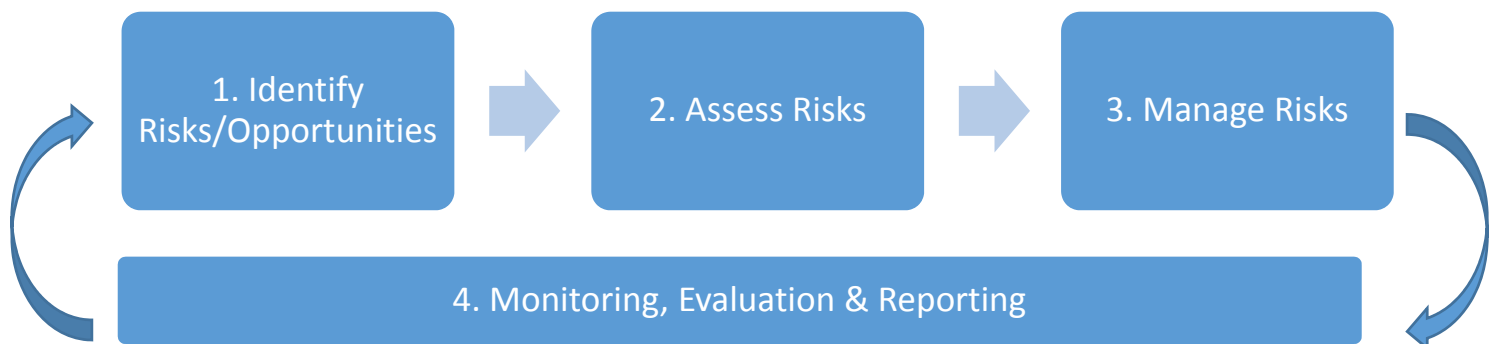 1. Identify
Risks/Opportunities
2. Assess Risks
3. Manage Risks
4. Monitoring, Evaluation & Reporting